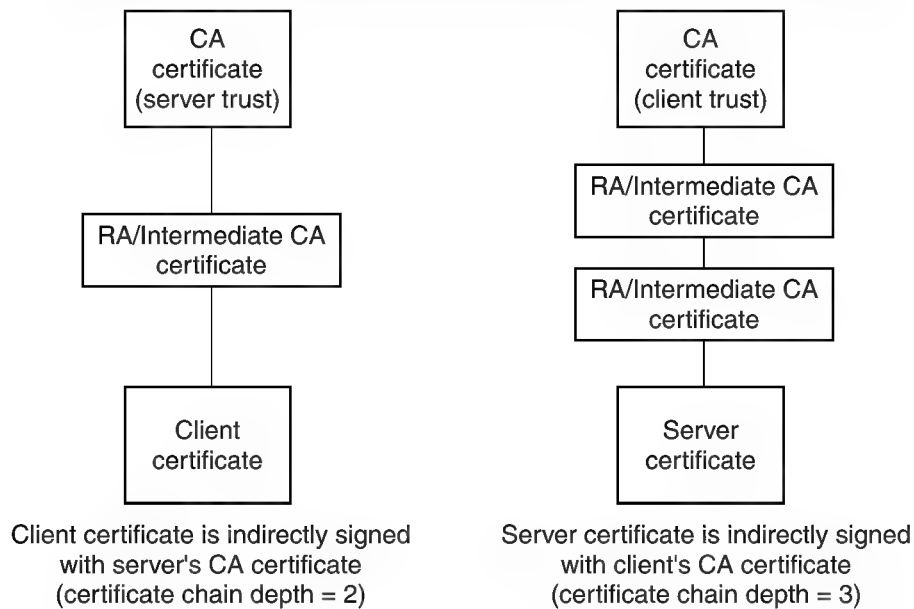 CA
certificate
(server trust)
RA/Intermediate CA
certificate
Client
certificate
Client certificate is indirectly signed
with server's CA certificate
(certificate chain depth = 2)
CA
certificate
(client trust)
RA/Intermediate CA
certificate
RA/Intermediate CA
certificate
Server
certificate
Server certificate is indirectly signed
with client's CA certificate
(certificate chain depth = 3)